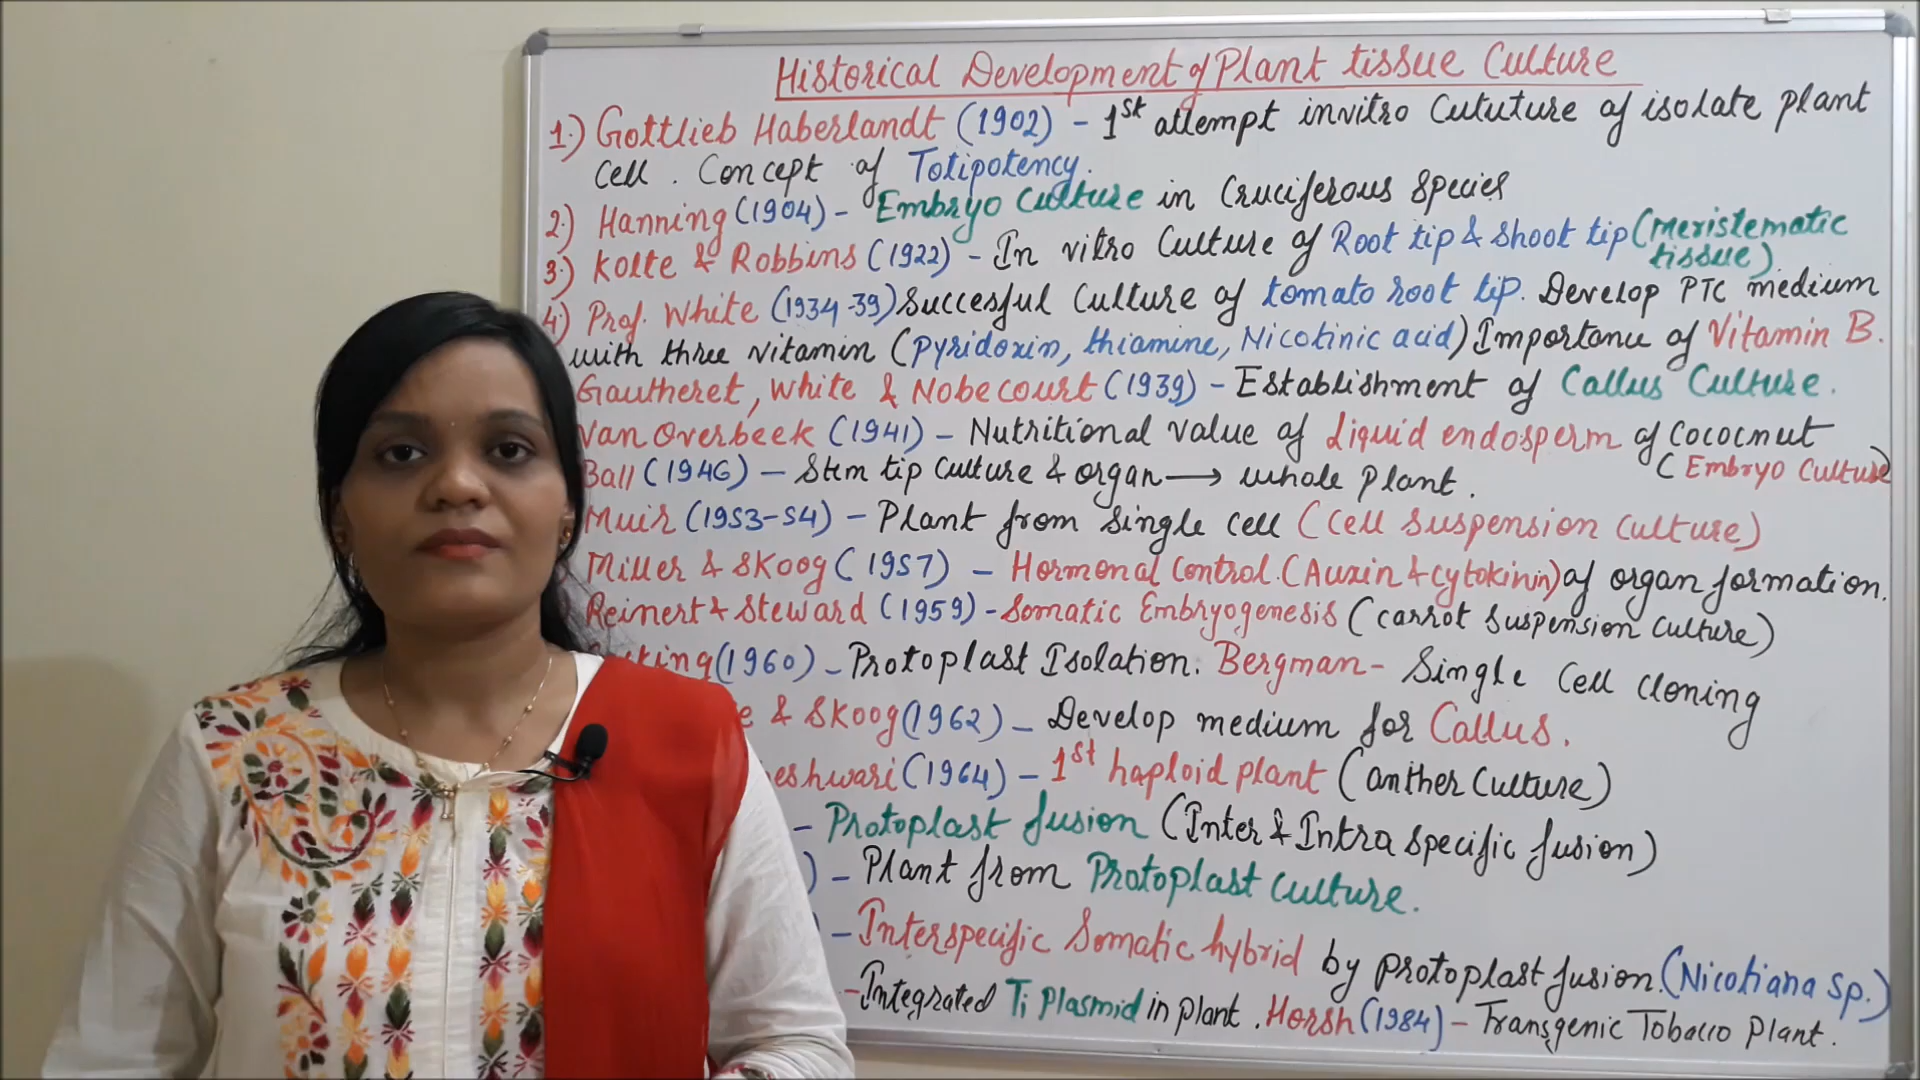 Historical Development of Plant tissue Culture
1.) Gottlieb Haberlandt (1902) - 1st attempt invitro Cututure of isolate plant
cell. Concept of Totipotency.
2.) Hanning (1904) - Embryo Culture in Cruciferous Species
3.) Kolte & Robbins (1922) - In vitro Culture of Root tip & Shoot tip (meristematic
tissue)
4.) Prof. White (1934-39) Succesful Culture of tomato root tip. Develop PTC medium
with three vitamin (Pyridoxin, thiamine, Nicotinic acid) Importance of Vitamin B.
Gautheret, White & Nobecourt (1939) - Establishment of Callus Culture.
Van Overbeek (1941) - Nutritional value of Liquid endosperm of Cococnut
(Embryo Culture)
Ball (1946) - Stem tip Culture & organ → whole plant.
Muir (1953-54) - Plant from single cell (Cell Suspension Culture)
Miller & Skoog (1957) - Hormonal Control (Auxin & Cytokinin) of organ formation.
Reinert & Steward (1959) - Somatic Embryogenesis (carrot suspension culture)
(1960) - Protoplast Isolation. Bergman - Single Cell Cloning
& Skoog (1962) - Develop medium for Callus.
eshwari (1964) - 1st haploid plant (anther Culture)
- Protoplast fusion (Inter & Intra specific fusion)
) - Plant from Protoplast Culture.
- Interspecific Somatic hybrid by protoplast fusion. (Nicotiana sp.)
- Integrated Ti Plasmid in plant. Horsh (1984) - Transgenic Tobacco Plant.